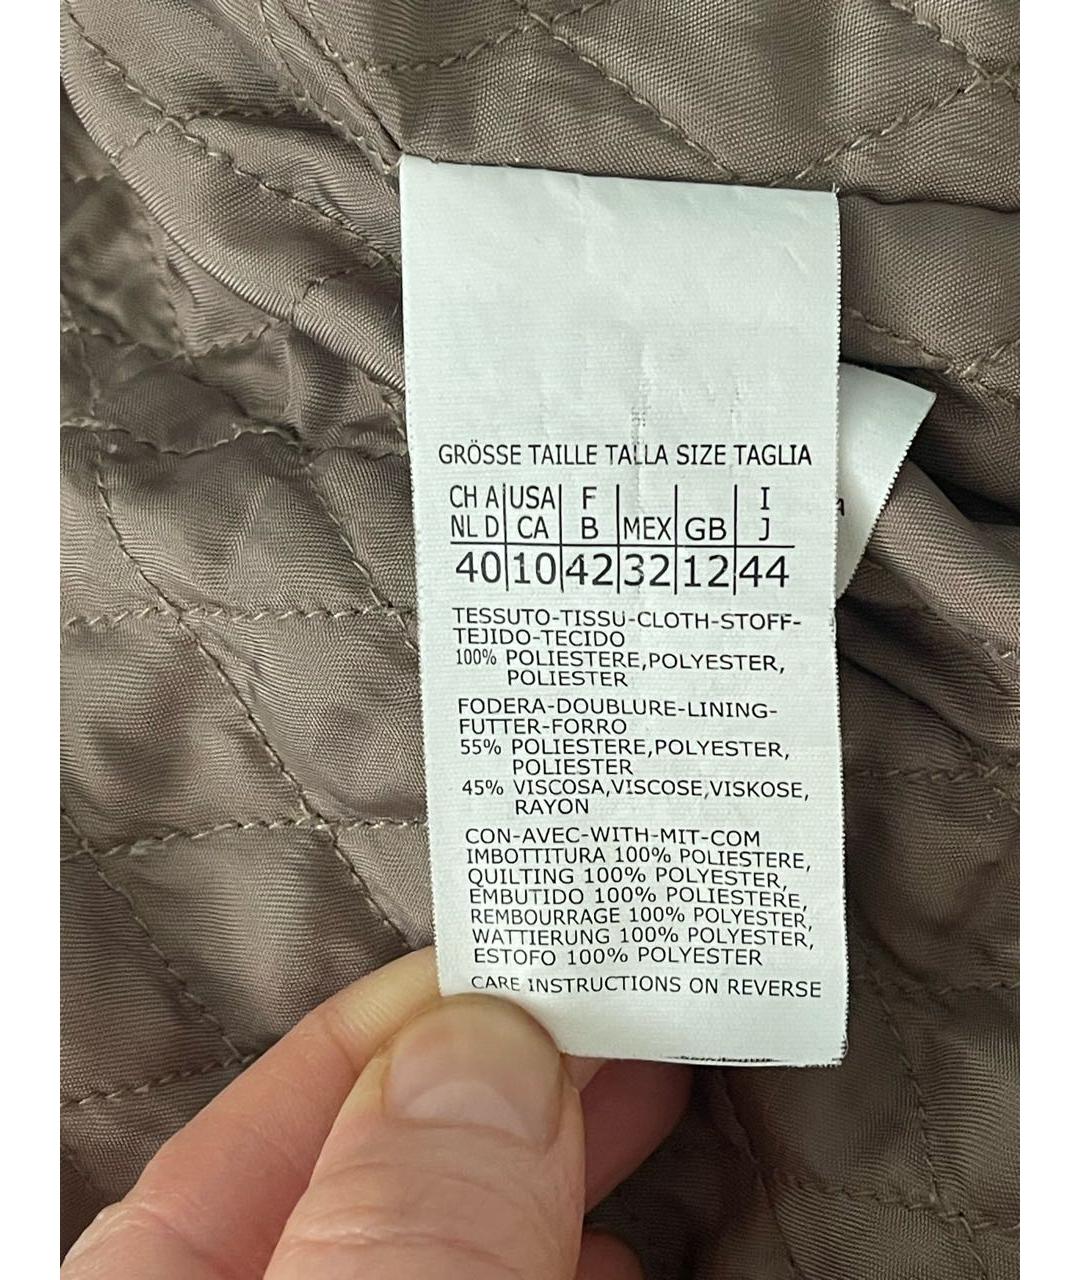 GRÖSSE TAILLE TALLA SIZE TAGLIA
CH A USA F I
NL D CA B MEX GB J
40 10 42 32 12 44
TESSUTO-TISSU-CLOTH-STOFF-
TEJIDO-TECIDO
100% POLIESTERE,POLYESTER,
POLIESTER
FODERA-DOUBLURE-LINING-
FUTTER-FORRO
55% POLIESTERE,POLYESTER,
POLIESTER
45% VISCOSA,VISCOSE,VISKOSE,
RAYON
CON-AVEC-WITH-MIT-COM
IMBOTTITURA 100% POLIESTERE,
QUILTING 100% POLYESTER,
EMBUTIDO 100% POLIESTERE,
REMBOURRAGE 100% POLYESTER,
WATTIERUNG 100% POLYESTER,
ESTOFO 100% POLYESTER
CARE INSTRUCTIONS ON REVERSE